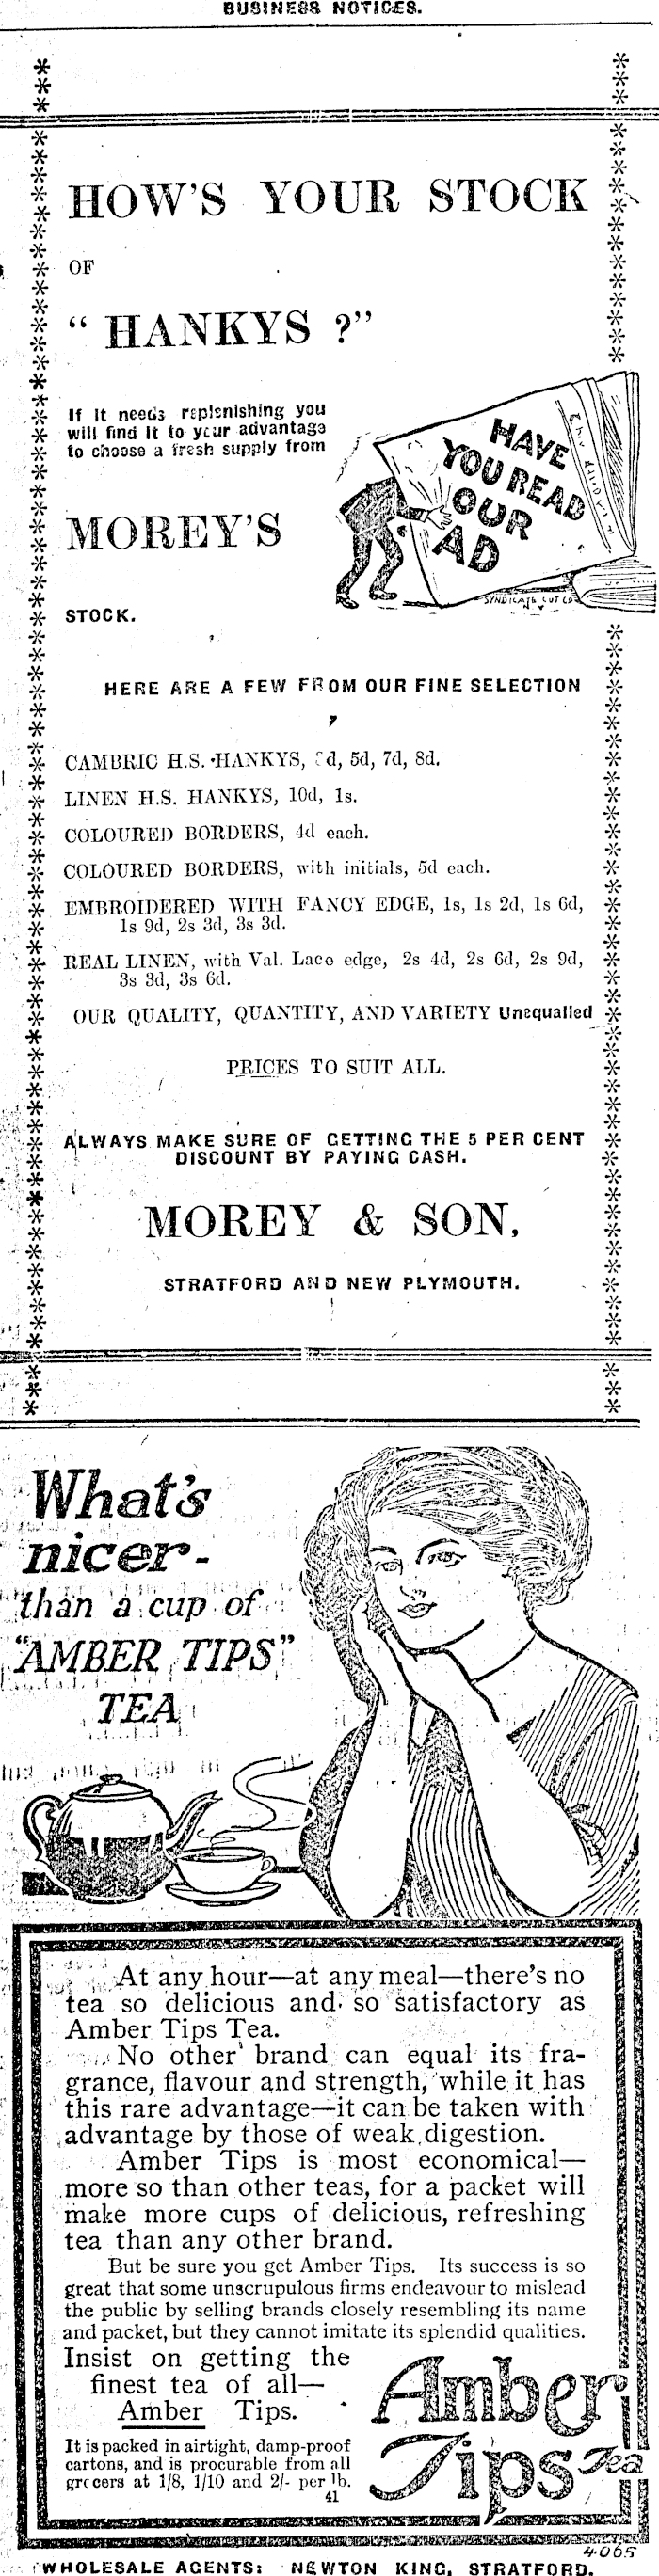 BUSINESS NOTICES.
HOW'S YOUR STOCK
OF
" HANKYS ?"
If it needs replenishing you
will find it to your advantage
to choose a fresh supply from
MOREY'S
STOCK.
HAVE
YOU READ
OUR
AD
SYNDICATE CUT CO
HERE ARE A FEW FROM OUR FINE SELECTION
CAMBRIC H.S. HANKYS, d, 5d, 7d, 8d.
LINEN H.S. HANKYS, 10d, 1s.
COLOURED BORDERS, 4d each.
COLOURED BORDERS, with initials, 5d each.
EMBROIDERED WITH FANCY EDGE, 1s, 1s 2d, 1s 6d,
1s 9d, 2s 3d, 3s 3d.
REAL LINEN, with Val. Lace edge, 2s 4d, 2s 6d, 2s 9d,
3s 3d, 3s 6d.
OUR QUALITY, QUANTITY, AND VARIETY Unequalled
PRICES TO SUIT ALL.
ALWAYS MAKE SURE OF GETTING THE 5 PER CENT
DISCOUNT BY PAYING CASH.
MOREY & SON,
STRATFORD AND NEW PLYMOUTH.
What's
nicer-
than a cup of
"AMBER TIPS"
TEA
At any hour—at any meal—there's no
tea so delicious and so satisfactory as
Amber Tips Tea.
No other brand can equal its fra-
grance, flavour and strength, while it has
this rare advantage—it can be taken with
advantage by those of weak digestion.
Amber Tips is most economical—
more so than other teas, for a packet will
make more cups of delicious, refreshing
tea than any other brand.
But be sure you get Amber Tips. Its success is so
great that some unscrupulous firms endeavour to mislead
the public by selling brands closely resembling its name
and packet, but they cannot imitate its splendid qualities.
Insist on getting the
finest tea of all—
Amber Tips.
It is packed in airtight, damp-proof
cartons, and is procurable from all
grocers at 1/8, 1/10 and 2/- per lb.
41
Amber
Tips Tea
4.065
WHOLESALE AGENTS: NEWTON KING, STRATFORD.